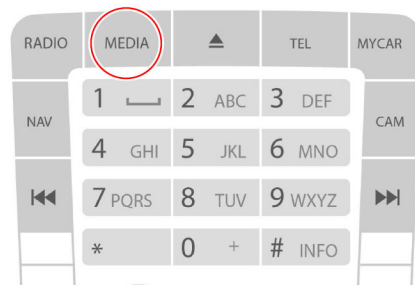 RADIO MEDIA TEL MYCAR
NAV CAM
1 2 ABC 3 DEF
4 GHI 5 JKL 6 MNO
7 PQRS 8 TUV 9 WXYZ
* 0 + # INFO